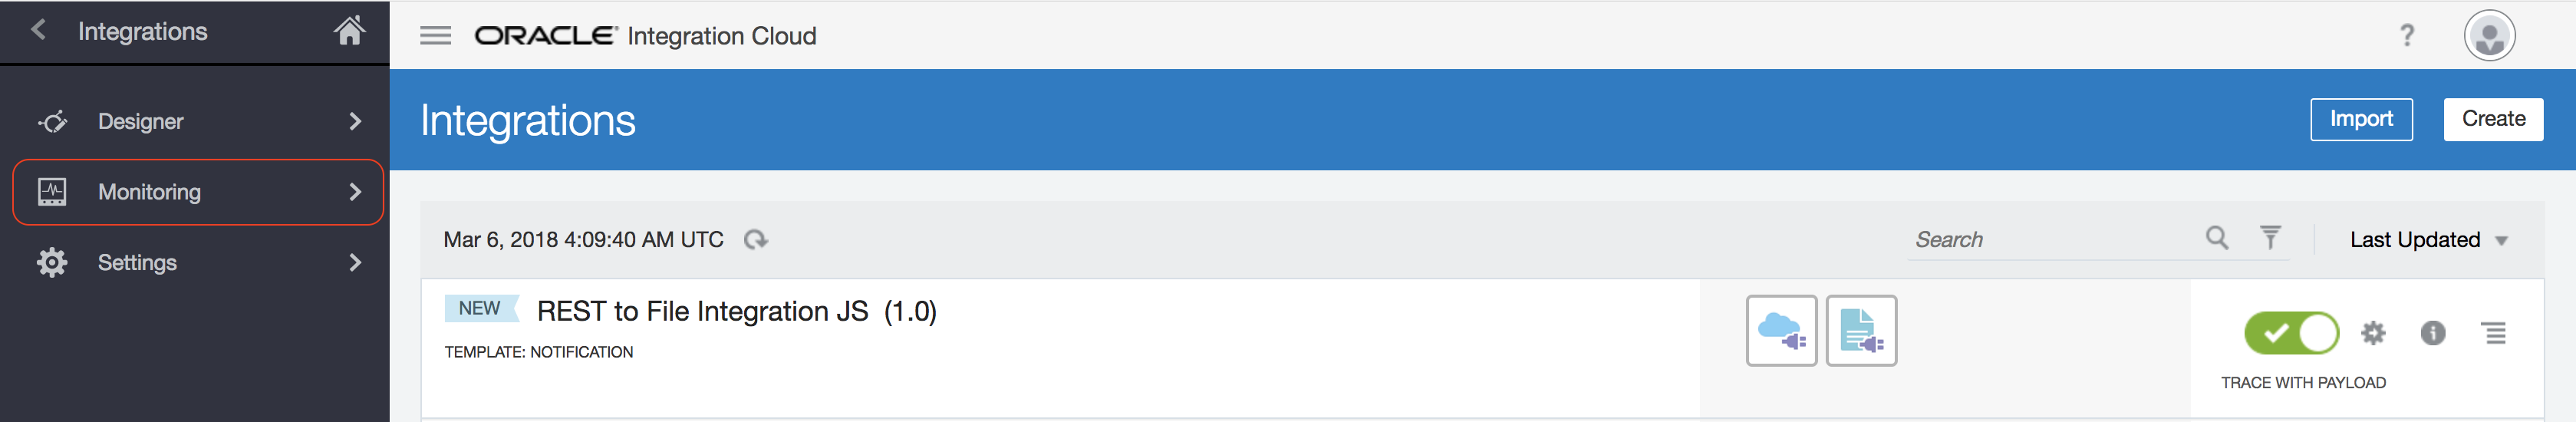 Integrations
Designer
Monitoring
Settings
ORACLE® Integration Cloud
?
Integrations
Import
Create
Mar 6, 2018 4:09:40 AM UTC
Search
Last Updated
NEW
REST to File Integration JS (1.0)
TEMPLATE: NOTIFICATION
TRACE WITH PAYLOAD